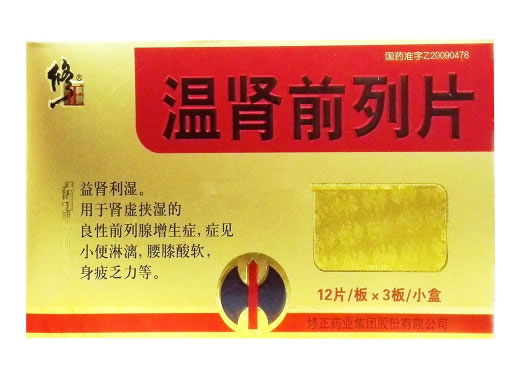 国药准字Z20090478
修正®
温肾前列片
益肾利湿。
用于肾虚挟湿的
良性前列腺增生症，症见
小便淋漓，腰膝酸软，
身疲乏力等。
12片/板×3板/小盒
修正药业集团股份有限公司